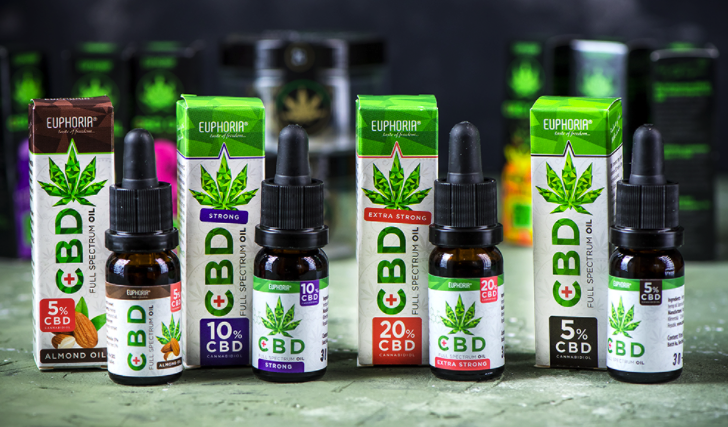 EUPHORIA®
taste of freedom...
CBD
FULL SPECTRUM OIL
5%
CBD
CANNABIDIOL
ALMOND OIL
EUPHORIA®
5%
CBD
CBD
FULL SPECTRUM OIL
ALMOND OIL
EUPHORIA®
taste of freedom...
STRONG
CBD
FULL SPECTRUM OIL
10%
CBD
CANNABIDIOL
EUPHORIA®
10%
CBD
CBD
FULL SPECTRUM OIL
STRONG
EUPHORIA®
taste of freedom...
EXTRA STRONG
CBD
FULL SPECTRUM OIL
20%
CBD
CANNABIDIOL
EUPHORIA®
20%
CBD
CBD
FULL SPECTRUM OIL
EXTRA STRONG
EUPHORIA®
taste of freedom...
CBD
FULL SPECTRUM OIL
5%
CBD
CANNABIDIOL
EUPHORIA®
5%
CBD
CBD
FULL SPECTRUM OIL